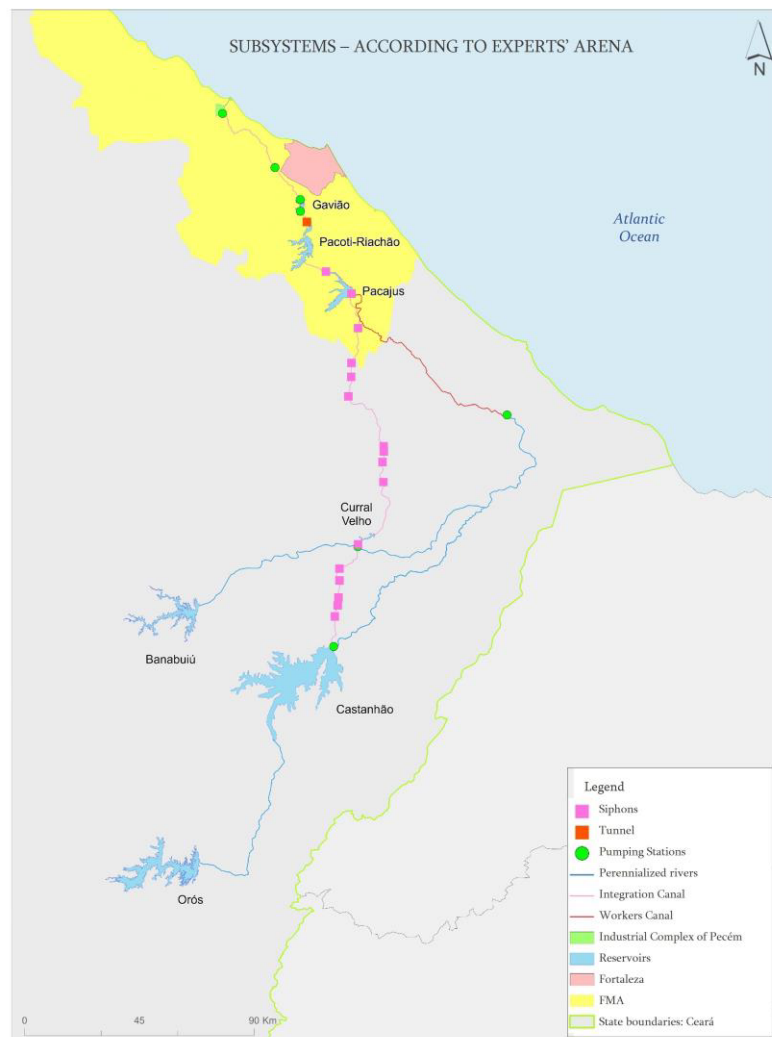 SUBSYSTEMS – ACCORDING TO EXPERTS' ARENA
N
Gavião
Atlantic
Ocean
Pacoti-Riachão
Pacajus
Curral
Velho
Banabuiú
Castanhão
Orós
Legend
Siphons
Tunnel
Pumping Stations
Perennialized rivers
Integration Canal
Workers Canal
Industrial Complex of Pecém
Reservoirs
Fortaleza
FMA
State boundaries: Ceará
0 45 90 Km